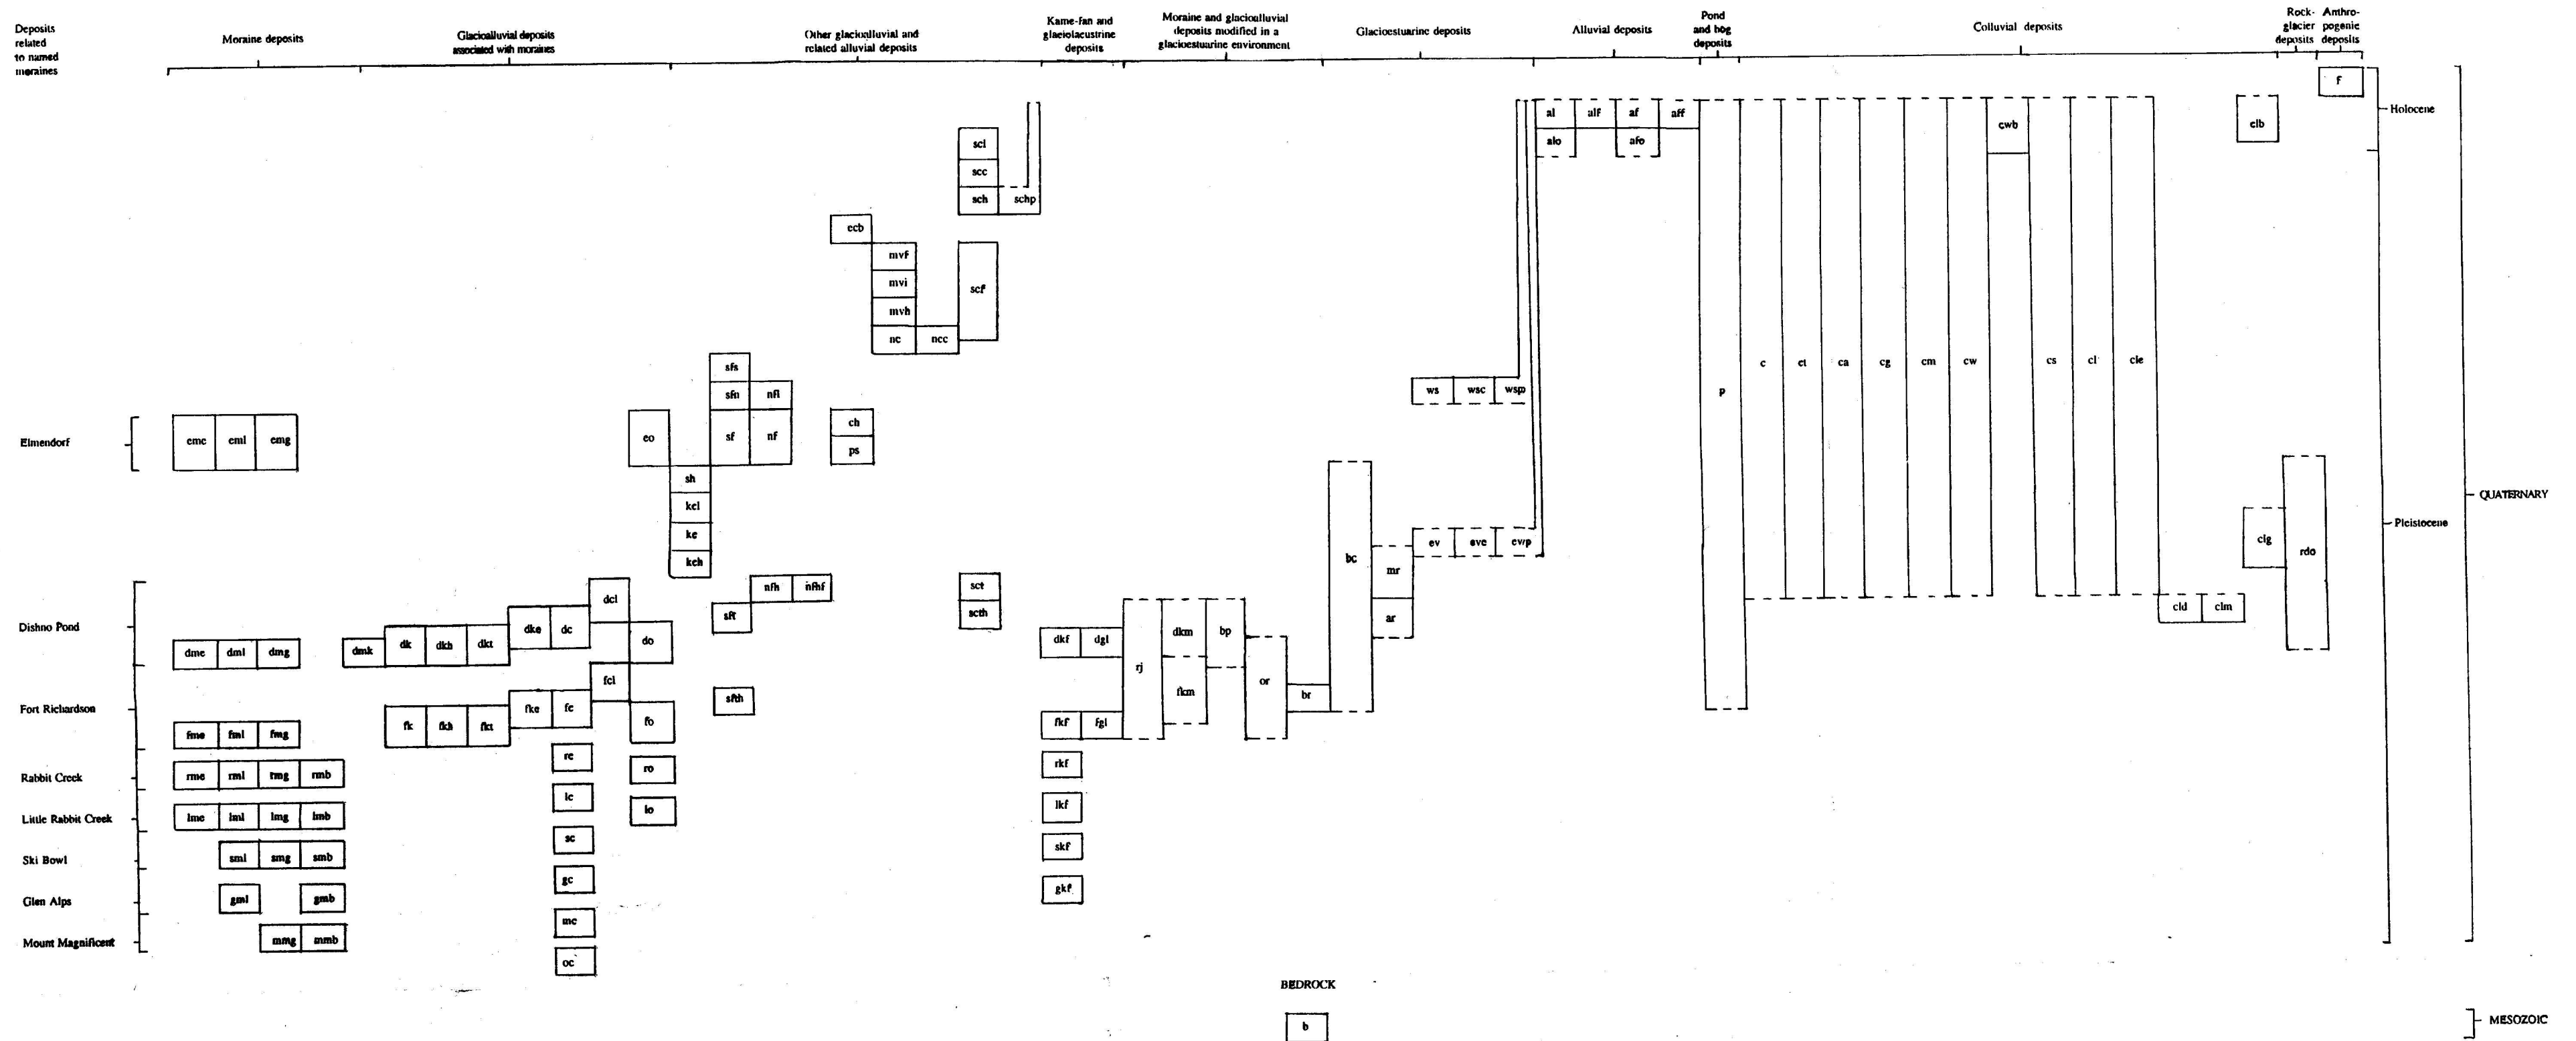 Deposits
related
to named
moraines
Moraine deposits
Glacioalluvial deposits
associated with moraines
Other glacioalluvial and
related alluvial deposits
Kame-fan and
glaciolacustrine
deposits
Moraine and glacioalluvial
deposits modified in a
glacioestuarine environment
Glacioestuarine deposits
Alluvial deposits
Pond
and bog
deposits
Colluvial deposits
Rock-
glacier
deposits
Anthro-
pogenic
deposits
f
Holocene
al alf af aff
alo afo
cwb
clb
scl
scc
sch schp
ecb
mvf
mvi
mvh
nc ncc
scf
sfs
sfn nfl
sf nf
ws wsc wsp
p
c ct ca cg cm cw cs cl cle
Elmendorf
eme eml emg
eo
ch
ps
sh
kel
ke
keh
QUATERNARY
Pleistocene
bc
mr
ar
ev eve evp
clg
rdo
cld clm
Dishno Pond
dme dml dmg
dmk dk dkh dkt dke dc dcl do
nfh nfhf
sft
sct
scth
dkf dgl
rj
dkm bp
fkm
or
br
Fort Richardson
fme fml fmg
fk fkh fkt fke fc fcl fo
sfth
fkf fgl
Rabbit Creek
rme rml rmg rmb
rc
ro
rkf
Little Rabbit Creek
lme lml lmg lmb
lc
lo
lkf
Ski Bowl
sml smg smb
sc
skf
Glen Alps
gml gmb
gc
gkf
Mount Magnificent
mmg mmb
mc
oc
BEDROCK
b
MESOZOIC